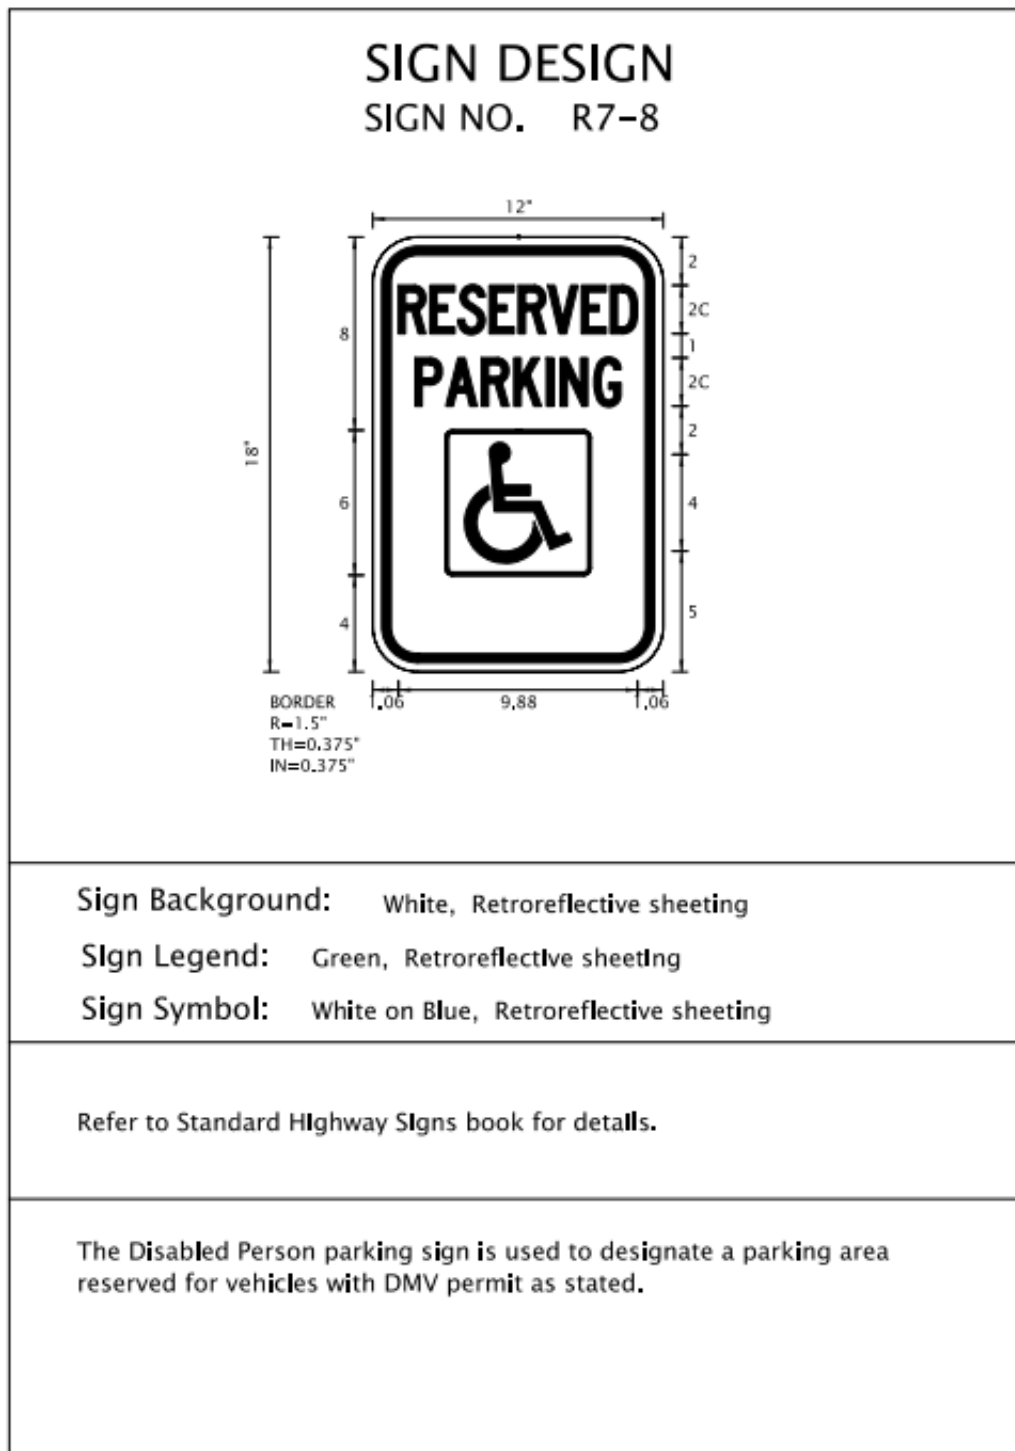 SIGN DESIGN
SIGN NO. R7-8
12"
2
RESERVED
2C
8
1
PARKING
2C
2
18"
6
4
4
5
BORDER
1.06 9.88 1.06
R=1.5"
TH=0.375"
IN=0.375"
Sign Background: White, Retroreflective sheeting
Sign Legend: Green, Retroreflective sheeting
Sign Symbol: White on Blue, Retroreflective sheeting
Refer to Standard Highway Signs book for details.
The Disabled Person parking sign is used to designate a parking area
reserved for vehicles with DMV permit as stated.